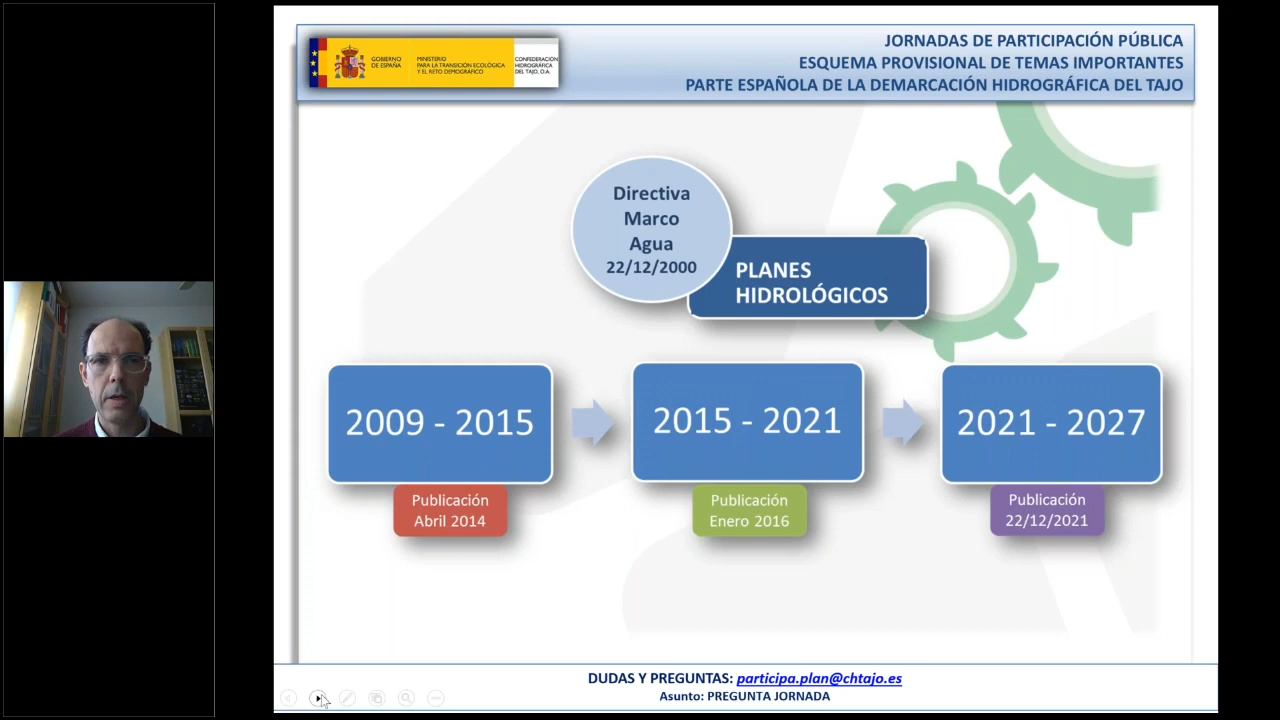 GOBIERNO
DE ESPAÑA
MINISTERIO
PARA LA TRANSICIÓN ECOLÓGICA
Y EL RETO DEMOGRÁFICO
CONFEDERACIÓN
HIDROGRÁFICA
DEL TAJO, O.A.
JORNADAS DE PARTICIPACIÓN PÚBLICA
ESQUEMA PROVISIONAL DE TEMAS IMPORTANTES
PARTE ESPAÑOLA DE LA DEMARCACIÓN HIDROGRÁFICA DEL TAJO
Directiva
Marco
Agua
22/12/2000
PLANES
HIDROLÓGICOS
2009 - 2015
2015 - 2021
2021 - 2027
Publicación
Abril 2014
Publicación
Enero 2016
Publicación
22/12/2021
DUDAS Y PREGUNTAS: participa.plan@chtajo.es
Asunto: PREGUNTA JORNADA